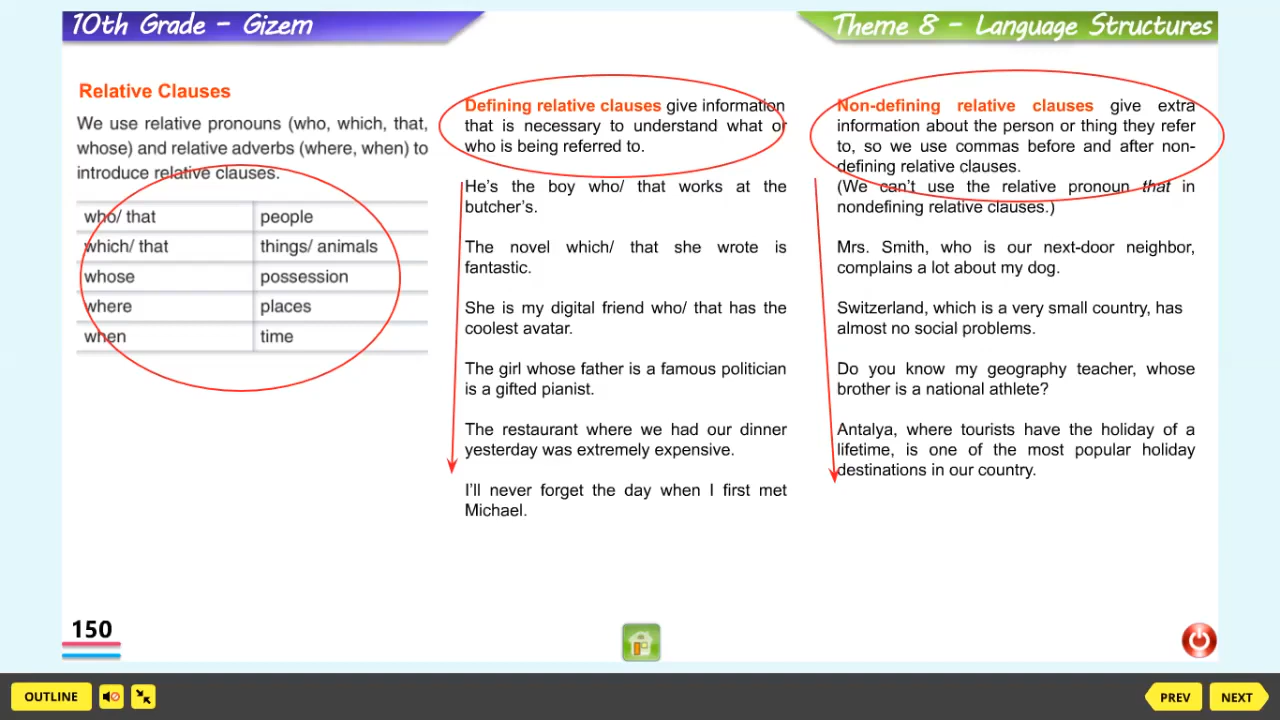 10th Grade - Gizem
Theme 8 - Language Structures
Relative Clauses
We use relative pronouns (who, which, that,
whose) and relative adverbs (where, when) to
introduce relative clauses.
who/ that people
which/ that things/ animals
whose possession
where places
when time
Defining relative clauses give information
that is necessary to understand what or
who is being referred to.
He's the boy who/ that works at the
butcher's.
The novel which/ that she wrote is
fantastic.
She is my digital friend who/ that has the
coolest avatar.
The girl whose father is a famous politician
is a gifted pianist.
The restaurant where we had our dinner
yesterday was extremely expensive.
I'll never forget the day when I first met
Michael.
Non-defining relative clauses give extra
information about the person or thing they refer
to, so we use commas before and after non-
defining relative clauses.
(We can't use the relative pronoun that in
nondefining relative clauses.)
Mrs. Smith, who is our next-door neighbor,
complains a lot about my dog.
Switzerland, which is a very small country, has
almost no social problems.
Do you know my geography teacher, whose
brother is a national athlete?
Antalya, where tourists have the holiday of a
lifetime, is one of the most popular holiday
destinations in our country.
150
OUTLINE
PREV
NEXT